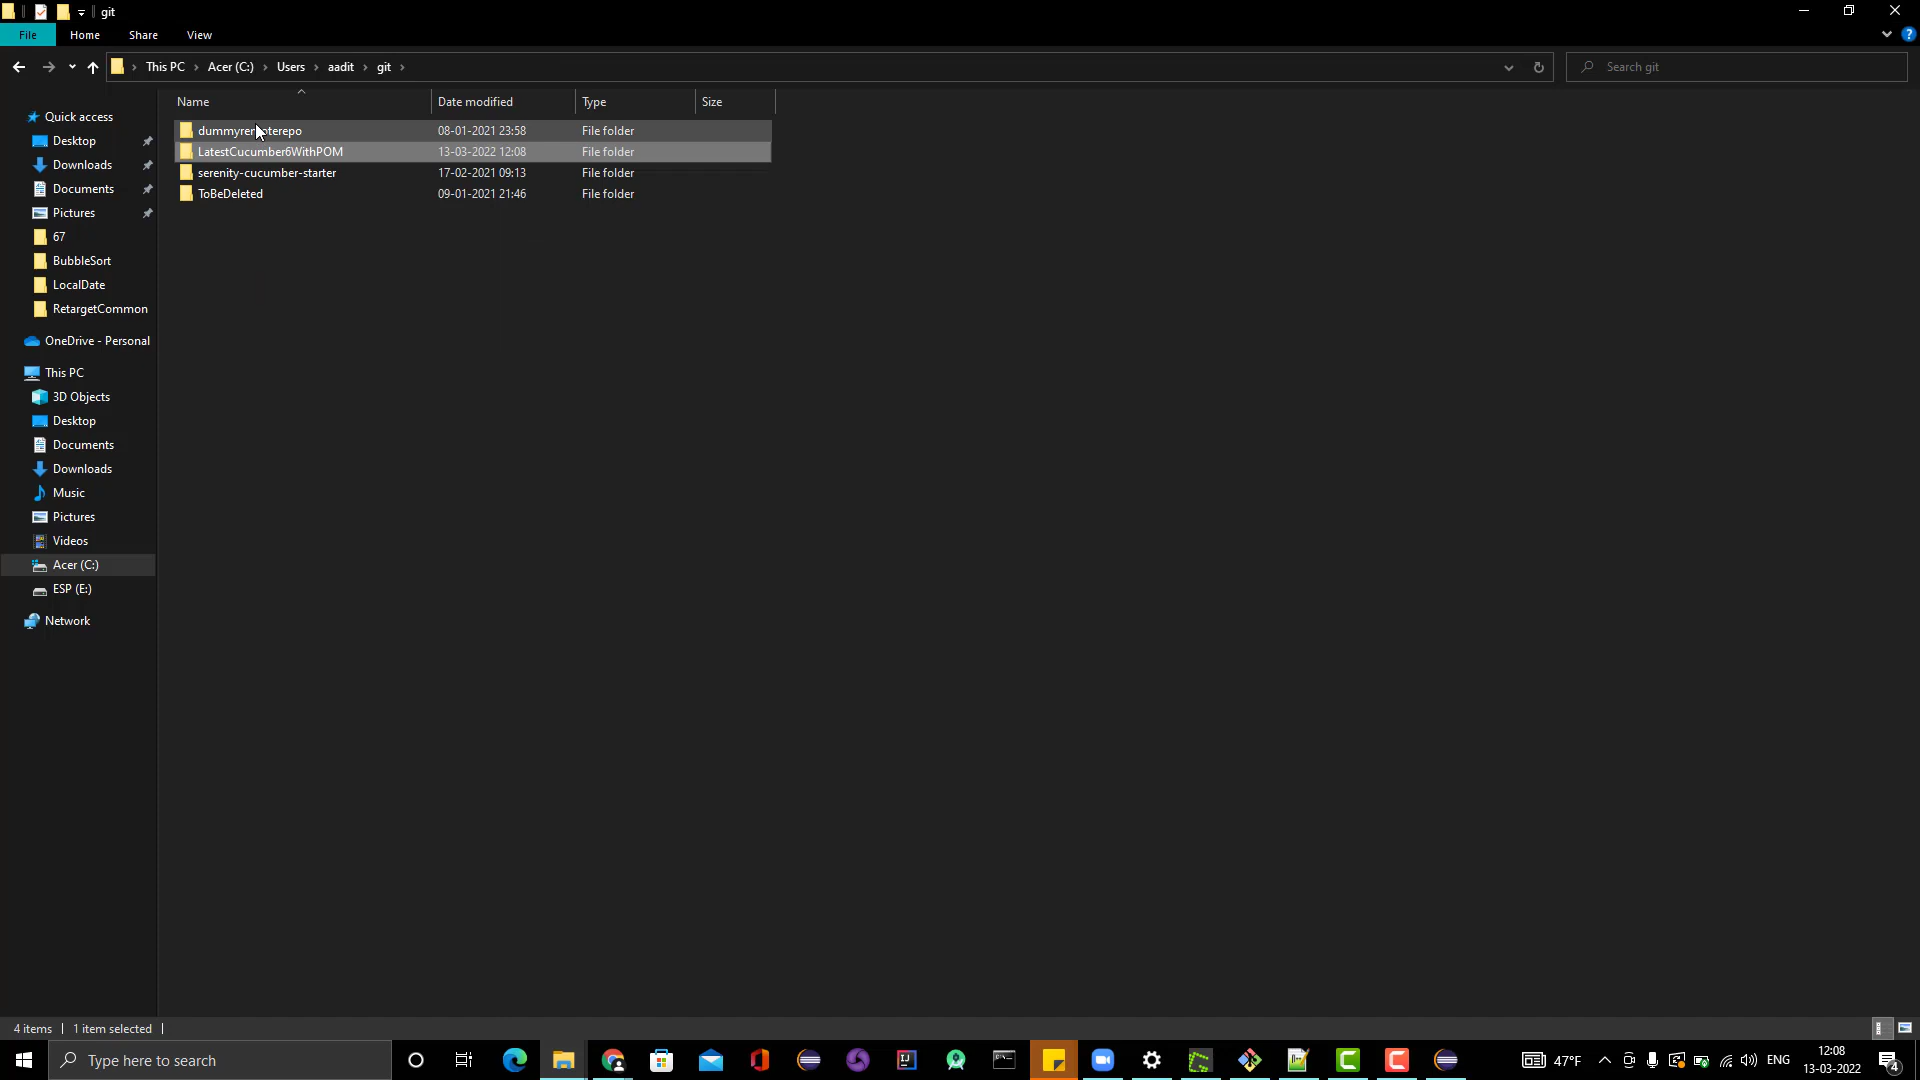 git
File Home Share View
This PC Acer (C:) Users aadit git
Search git
Name Date modified Type Size
dummyremoterepo 08-01-2021 23:58 File folder
LatestCucumber6WithPOM 13-03-2022 12:08 File folder
serenity-cucumber-starter 17-02-2021 09:13 File folder
ToBeDeleted 09-01-2021 21:46 File folder
Quick access
Desktop
Downloads
Documents
Pictures
67
BubbleSort
LocalDate
RetargetCommon
OneDrive - Personal
This PC
3D Objects
Desktop
Documents
Downloads
Music
Pictures
Videos
Acer (C:)
ESP (E:)
Network
4 items 1 item selected
Type here to search
47°F
ENG
12:08
13-03-2022
4